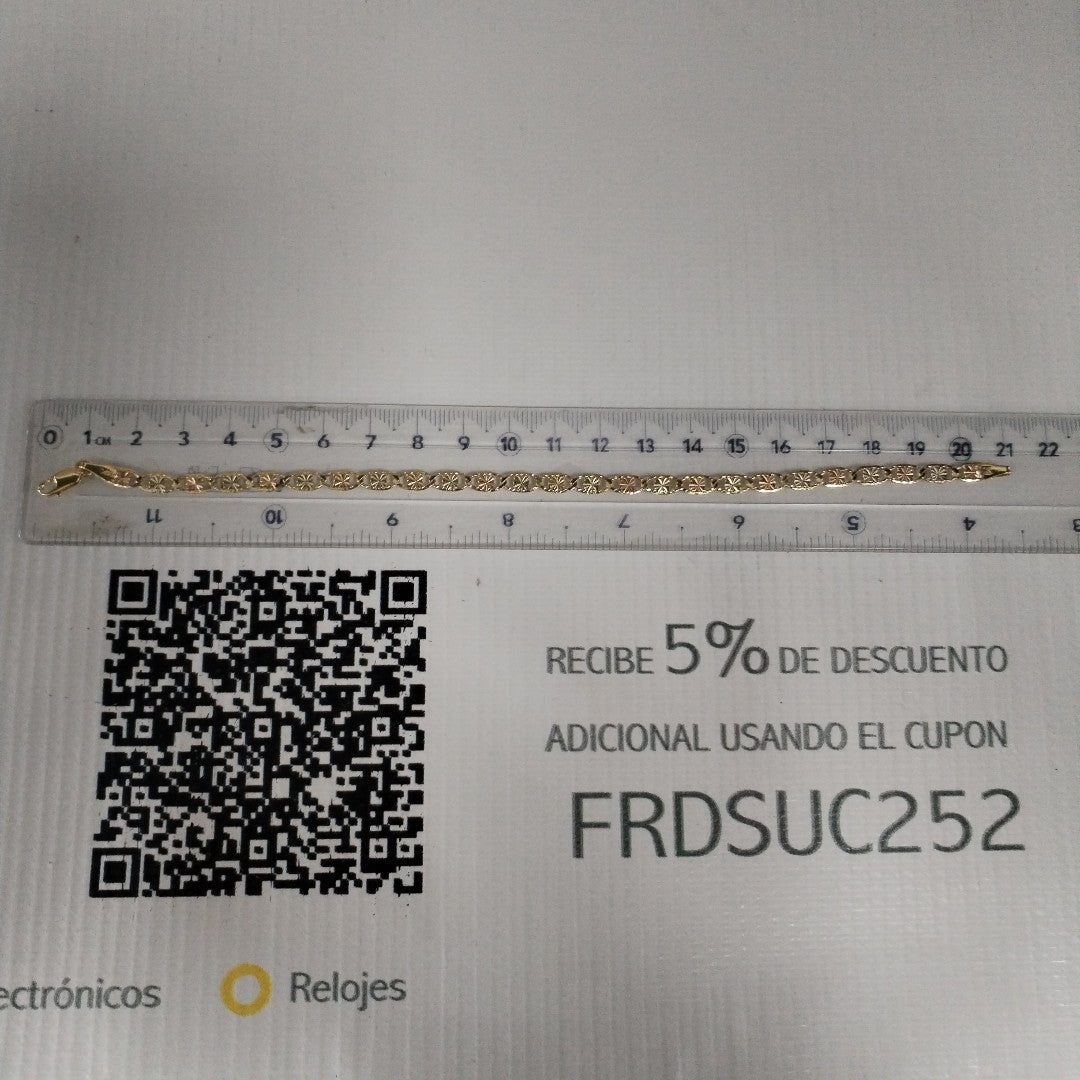 0 1CM 2 3 4 5 6 7 8 9 10 11 12 13 14 15 16 17 18 19 20 21 22
11 10 9 8 7 6 5 4 3
RECIBE 5% DE DESCUENTO
ADICIONAL USANDO EL CUPON
FRDSUC252
ectrónicos Relojes